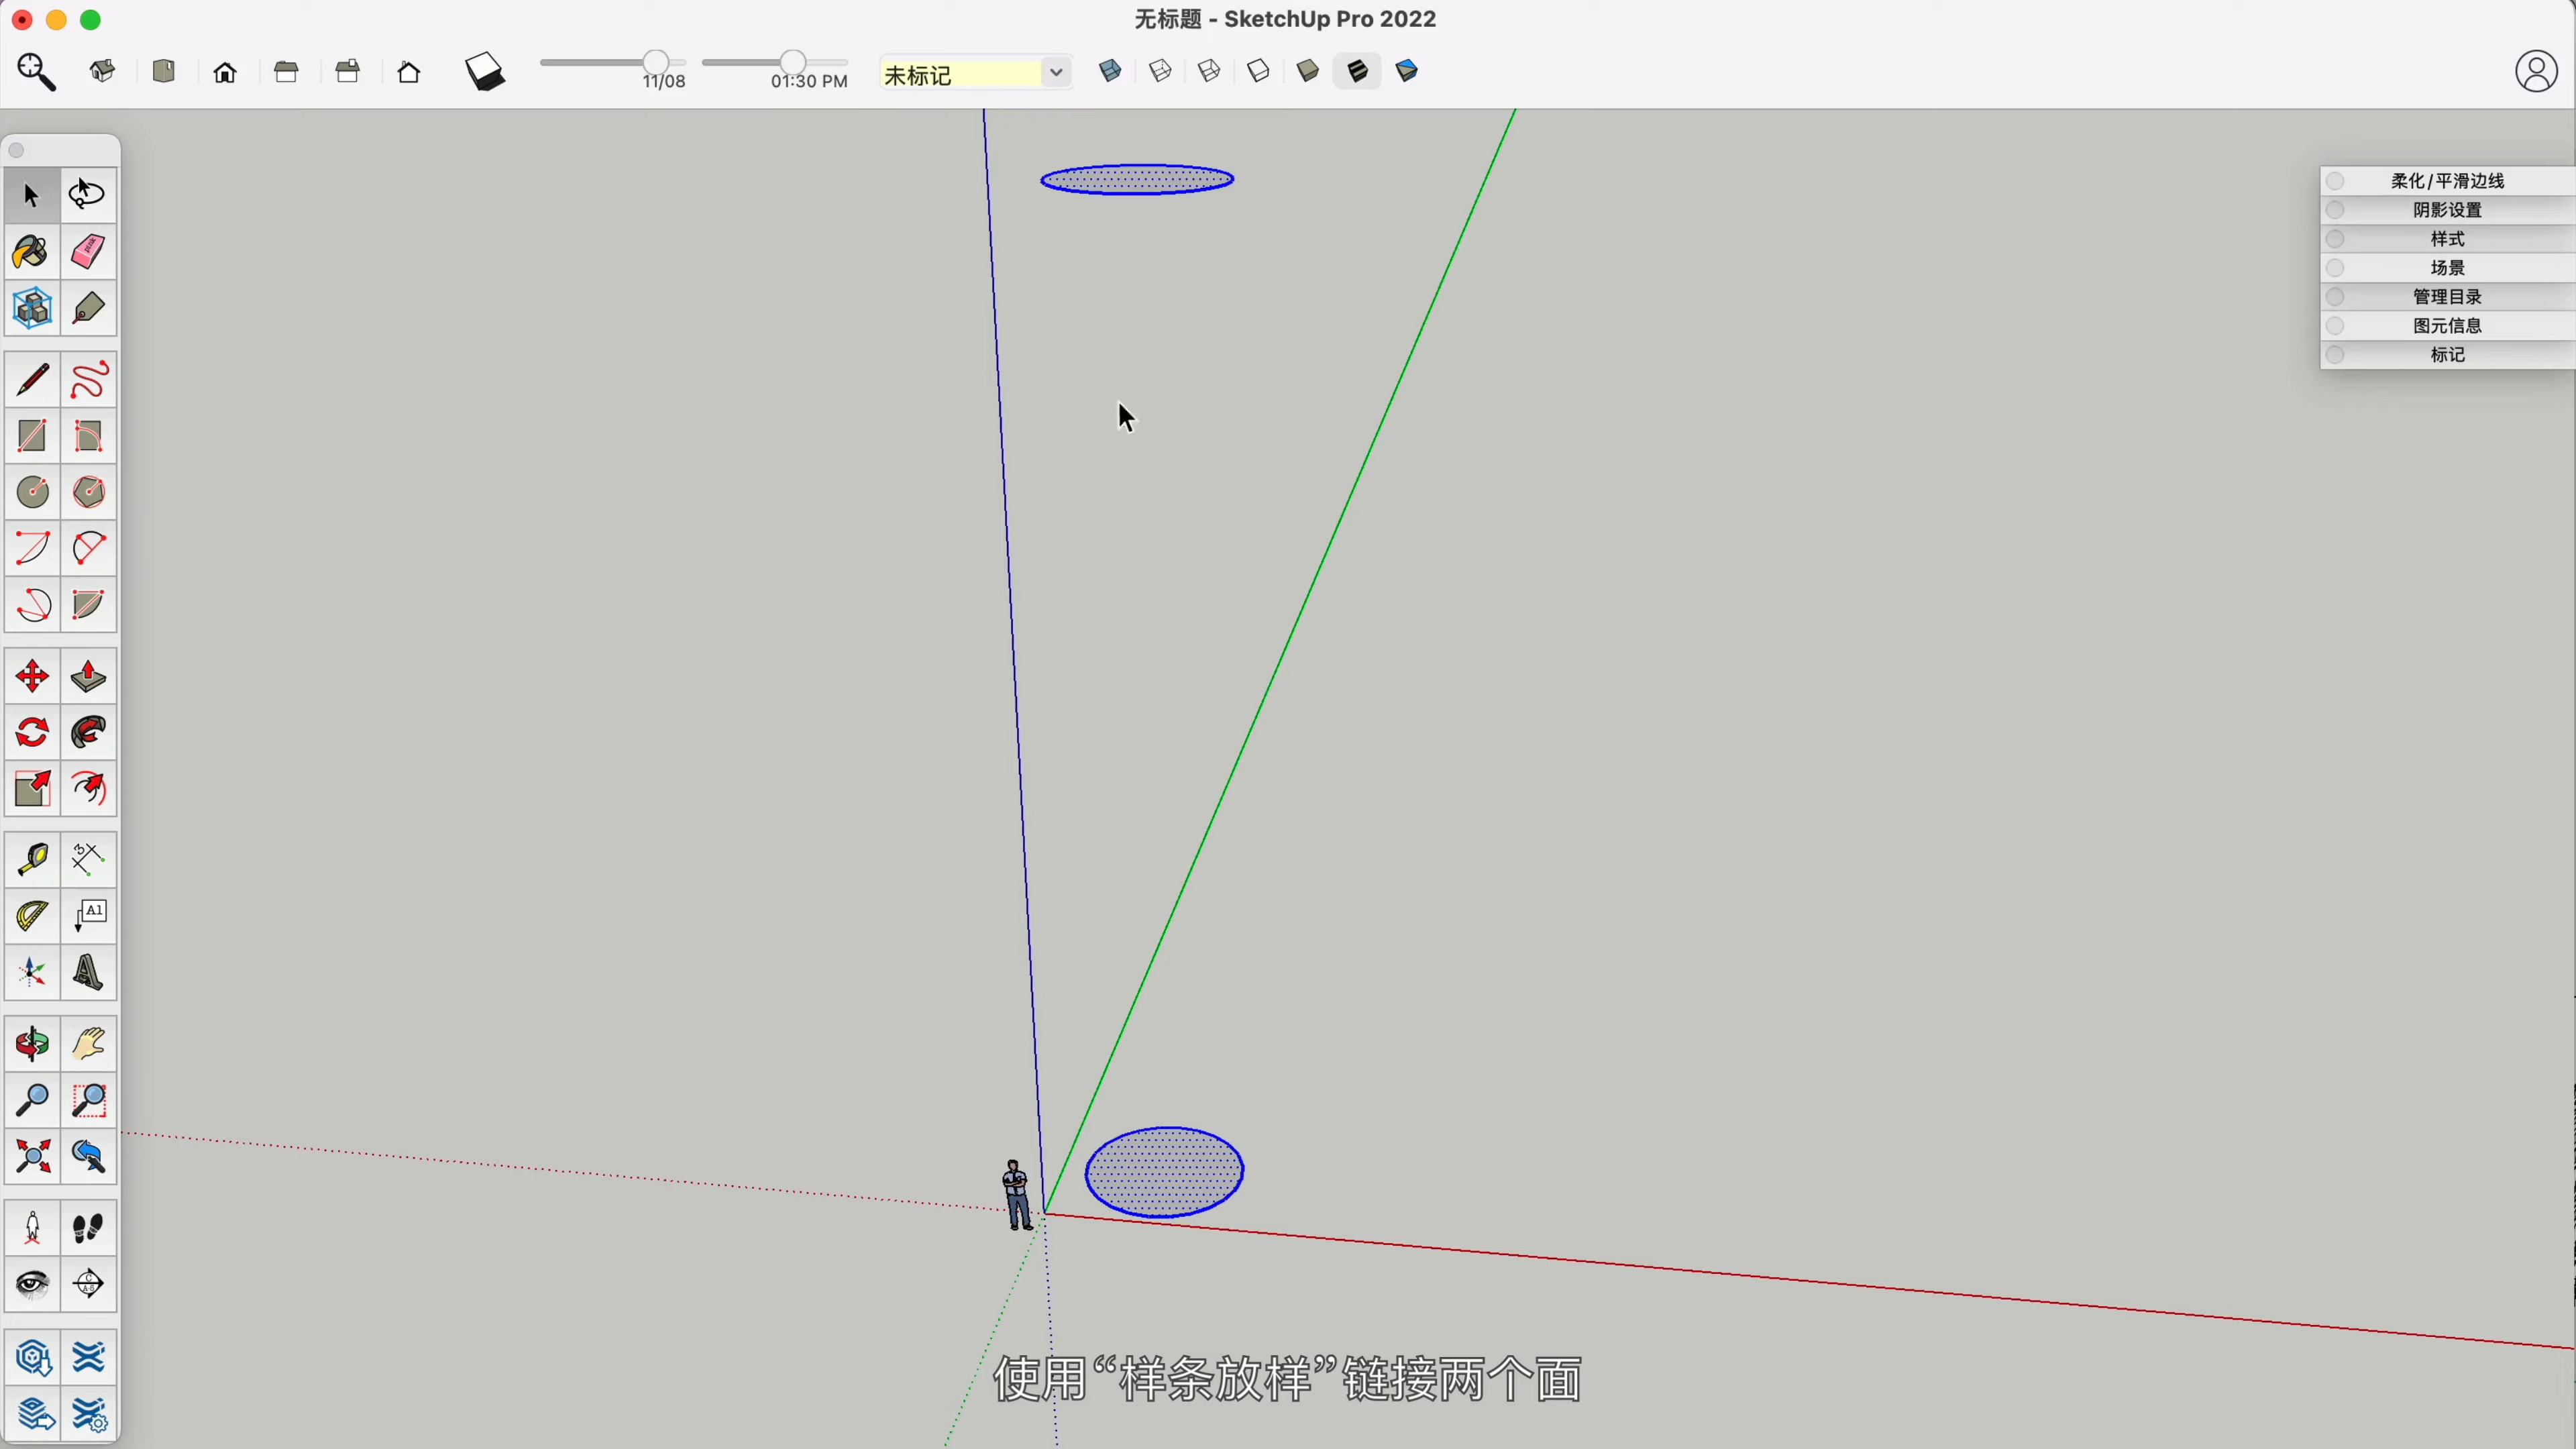 无标题 - SketchUp Pro 2022
11/08
01:30 PM
未标记
柔化/平滑边线
阴影设置
样式
场景
管理目录
图元信息
标记
A1
使用“样条放样”链接两个面